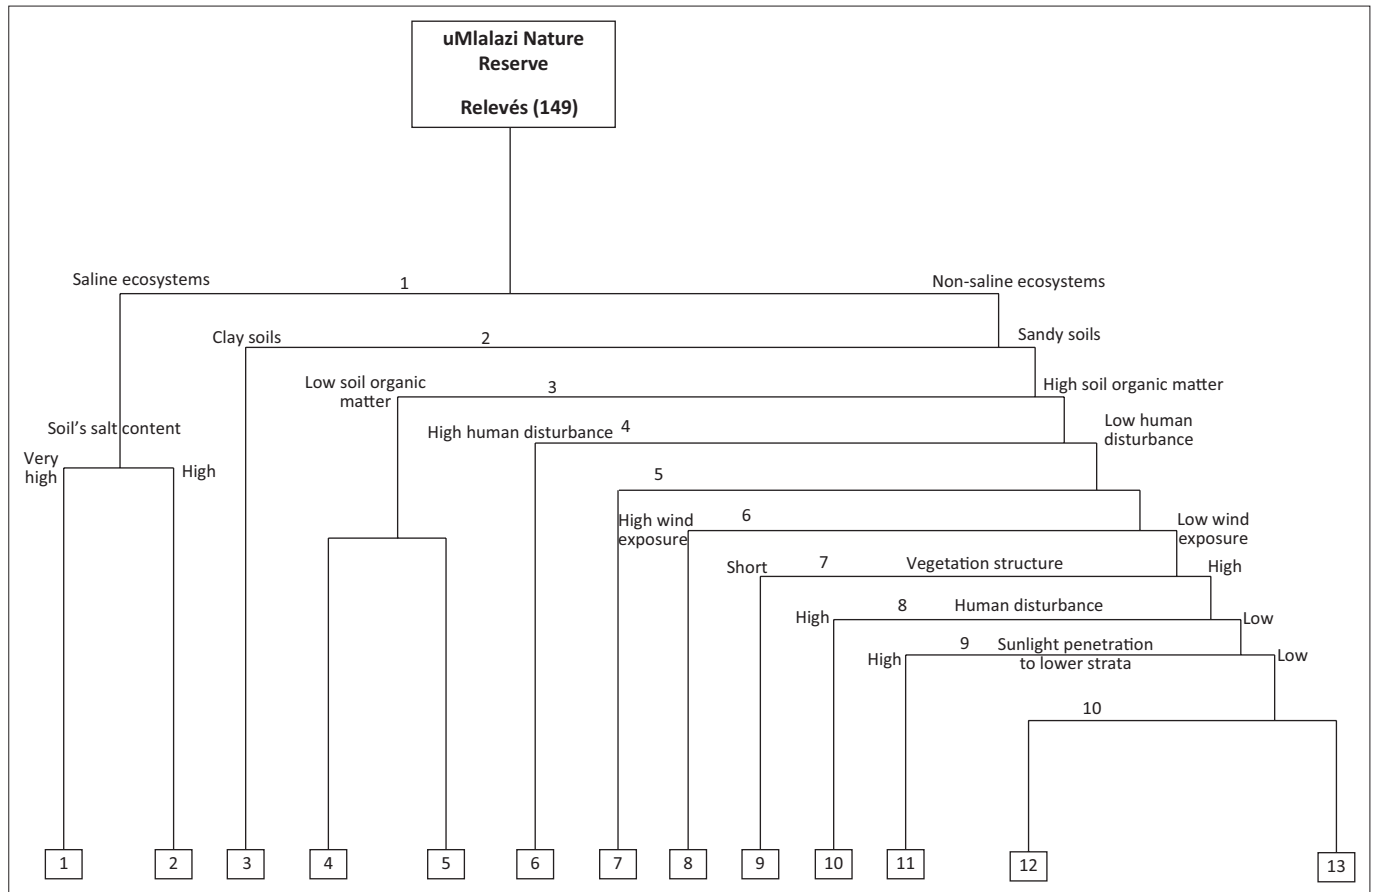 uMlalazi Nature
Reserve
Relevés (149)
Saline ecosystems
1
Non-saline ecosystems
Clay soils
2
Sandy soils
Low soil organic
matter
3
High soil organic matter
High human disturbance
4
Low human
disturbance
Soil's salt content
Very
high
High
5
High wind
exposure
6
Low wind
exposure
Short
7
Vegetation structure
High
High
8
Human disturbance
Low
High
9
Sunlight penetration
to lower strata
Low
10
1
2
3
4
5
6
7
8
9
10
11
12
13